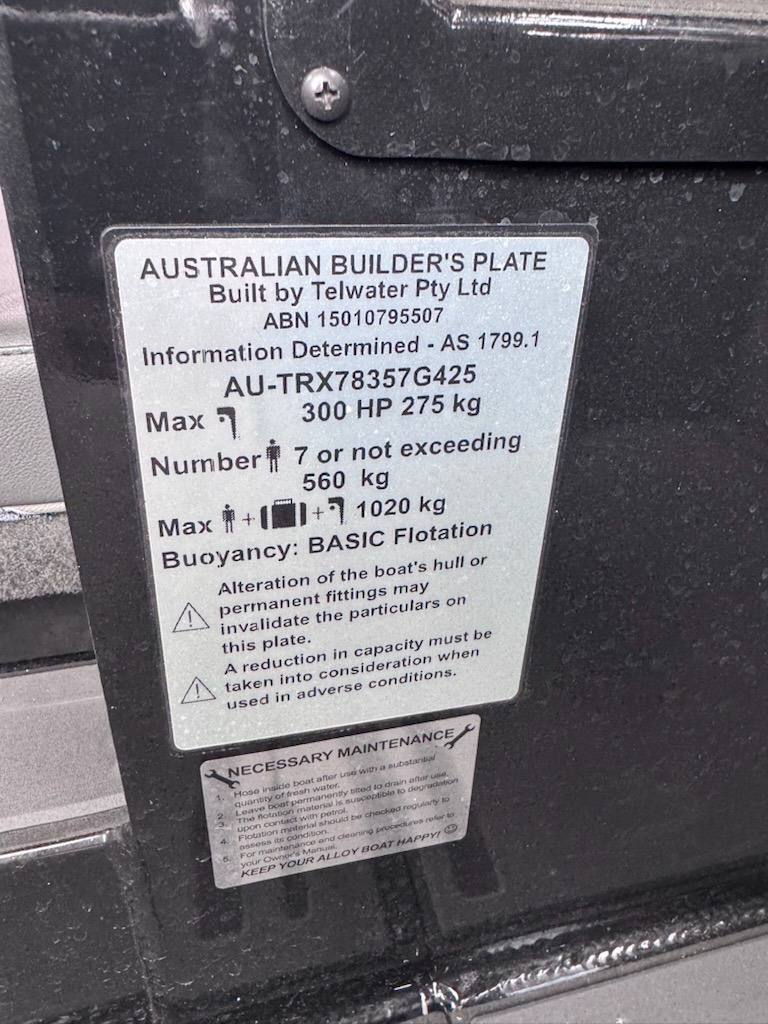 AUSTRALIAN BUILDER'S PLATE
Built by Telwater Pty Ltd
ABN 15010795507
Information Determined - AS 1799.1
AU-TRX78357G425
Max 300 HP 275 kg
Number 7 or not exceeding
560 kg
Max + + 1020 kg
Buoyancy: BASIC Flotation
Alteration of the boat's hull or
permanent fittings may
invalidate the particulars on
this plate.
A reduction in capacity must be
taken into consideration when
used in adverse conditions.
NECESSARY MAINTENANCE
1. Hose inside boat after use with a substantial
quantity of fresh water.
2. Leave boat permanently tilted to drain after use.
3. The flotation material is susceptible to degradation
upon contact with petrol.
4. Flotation material should be checked regularly to
assess its condition.
5. For maintenance and cleaning procedures refer to
your Owner's Manual.
KEEP YOUR ALLOY BOAT HAPPY!